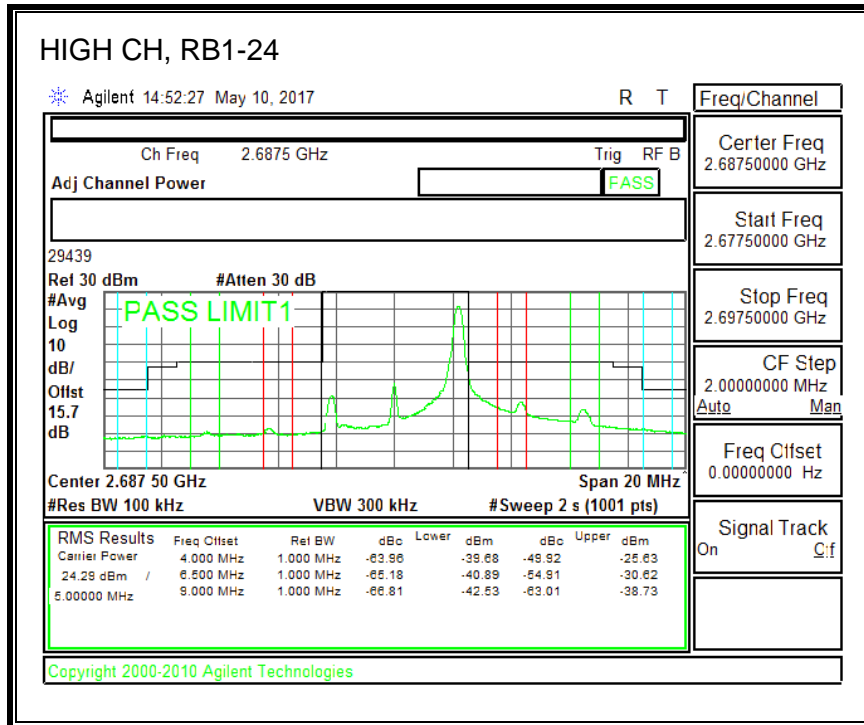 HIGH CH, RB1-24
Agilent 14:52:27 May 10, 2017 R T
Freq/Channel
Ch Freq 2.6875 GHz Trig RF B
Adj Channel Power PASS
Center Freq
2.68750000 GHz
Start Freq
2.67750000 GHz
Stop Freq
2.69750000 GHz
CF Step
2.00000000 MHz
Auto Man
Freq Offset
0.00000000 Hz
Signal Track
On Off
29439
Ref 30 dBm #Atten 30 dB
#Avg
Log
10
dB/
Offst
15.7
dB
PASS LIMIT1
Center 2.687 50 GHz Span 20 MHz
#Res BW 100 kHz VBW 300 kHz #Sweep 2 s (1001 pts)
RMS Results Freq Offset Ref BW dBc Lower dBm dBc Upper dBm
Carrier Power 4.000 MHz 1.000 MHz -63.96 -39.68 -49.92 -25.63
24.29 dBm / 6.500 MHz 1.000 MHz -65.18 -40.89 -54.91 -30.62
5.00000 MHz 9.000 MHz 1.000 MHz -66.81 -42.53 -63.01 -38.73
Copyright 2000-2010 Agilent Technologies